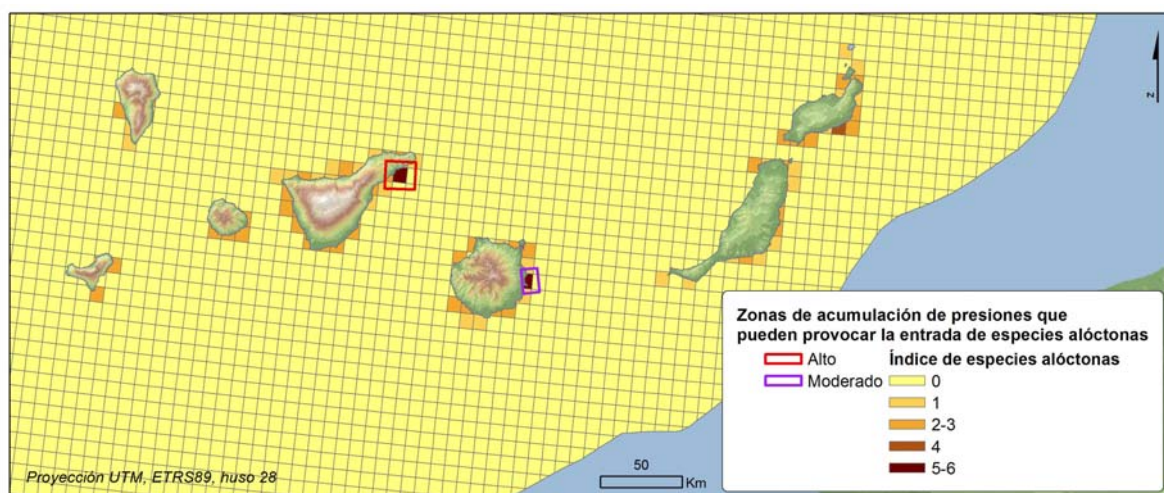 N
Zonas de acumulación de presiones que
pueden provocar la entrada de especies alóctonas
Alto
Moderado
Índice de especies alóctonas
0
1
2-3
4
5-6
50
Km
Proyección UTM, ETRS89, huso 28